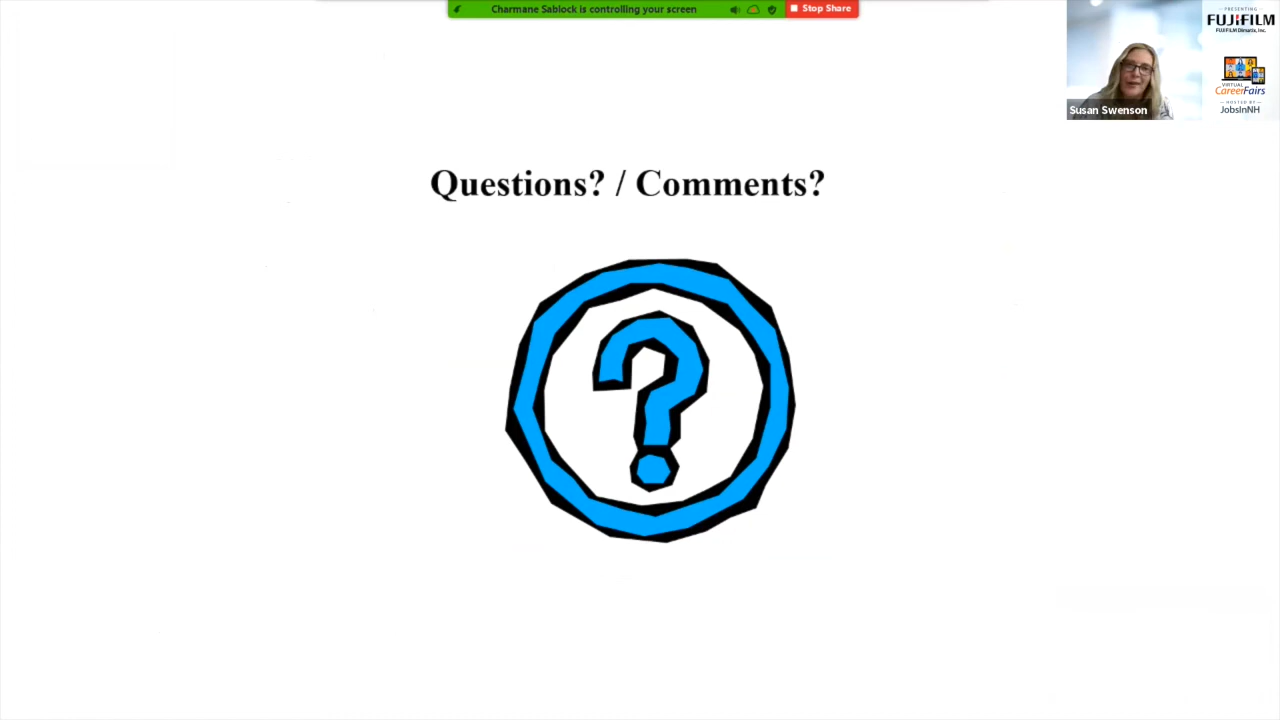 Charmane Sablock is controlling your screen
Stop Share
Questions? / Comments?
?
Susan Swenson
PRESENTING
FUJIFILM
FUJIFILM Dimatix, Inc.
VIRTUAL
CareerFairs
HOSTED BY
JobsInNH